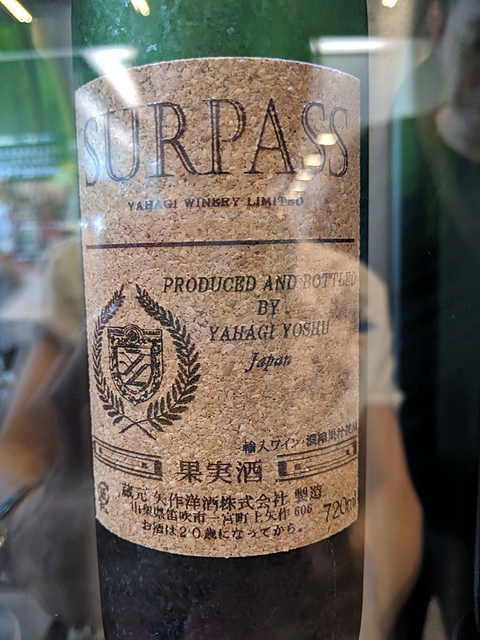 SURPASS
YAHAGI WINERY LIMITED
PRODUCED AND BOTTLED
BY
YAHAGI YOSHU
Japan
輸入ワイン・濃縮果汁使用
果実酒
蔵元 矢作洋酒株式会社 製造
山梨県笛吹市一宮町上矢作 606
720ml
お酒は20歳になってから。